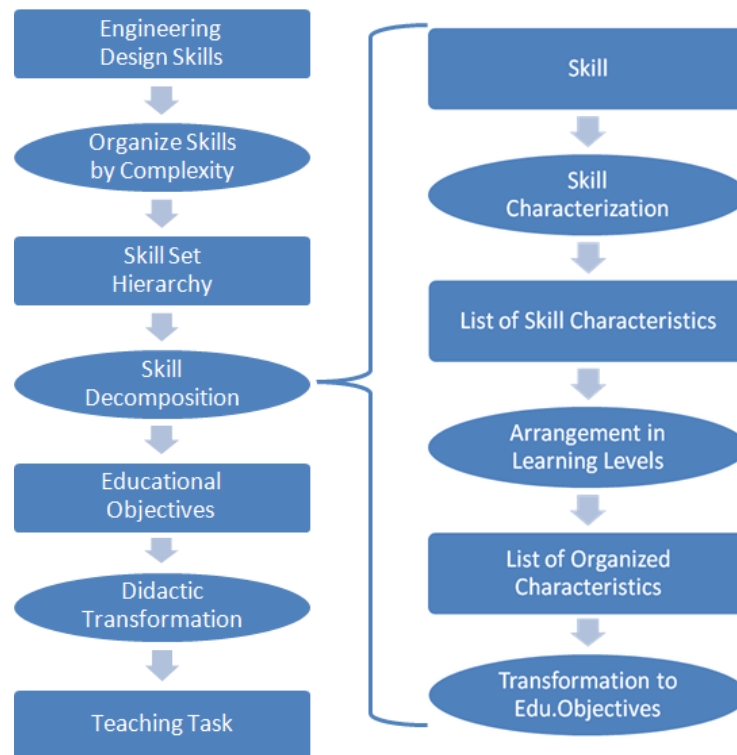 Engineering
Design Skills
Organize Skills
by Complexity
Skill Set
Hierarchy
Skill
Decomposition
Educational
Objectives
Didactic
Transformation
Teaching Task
Skill
Skill
Characterization
List of Skill Characteristics
Arrangement in
Learning Levels
List of Organized
Characteristics
Transformation to
Edu.Objectives